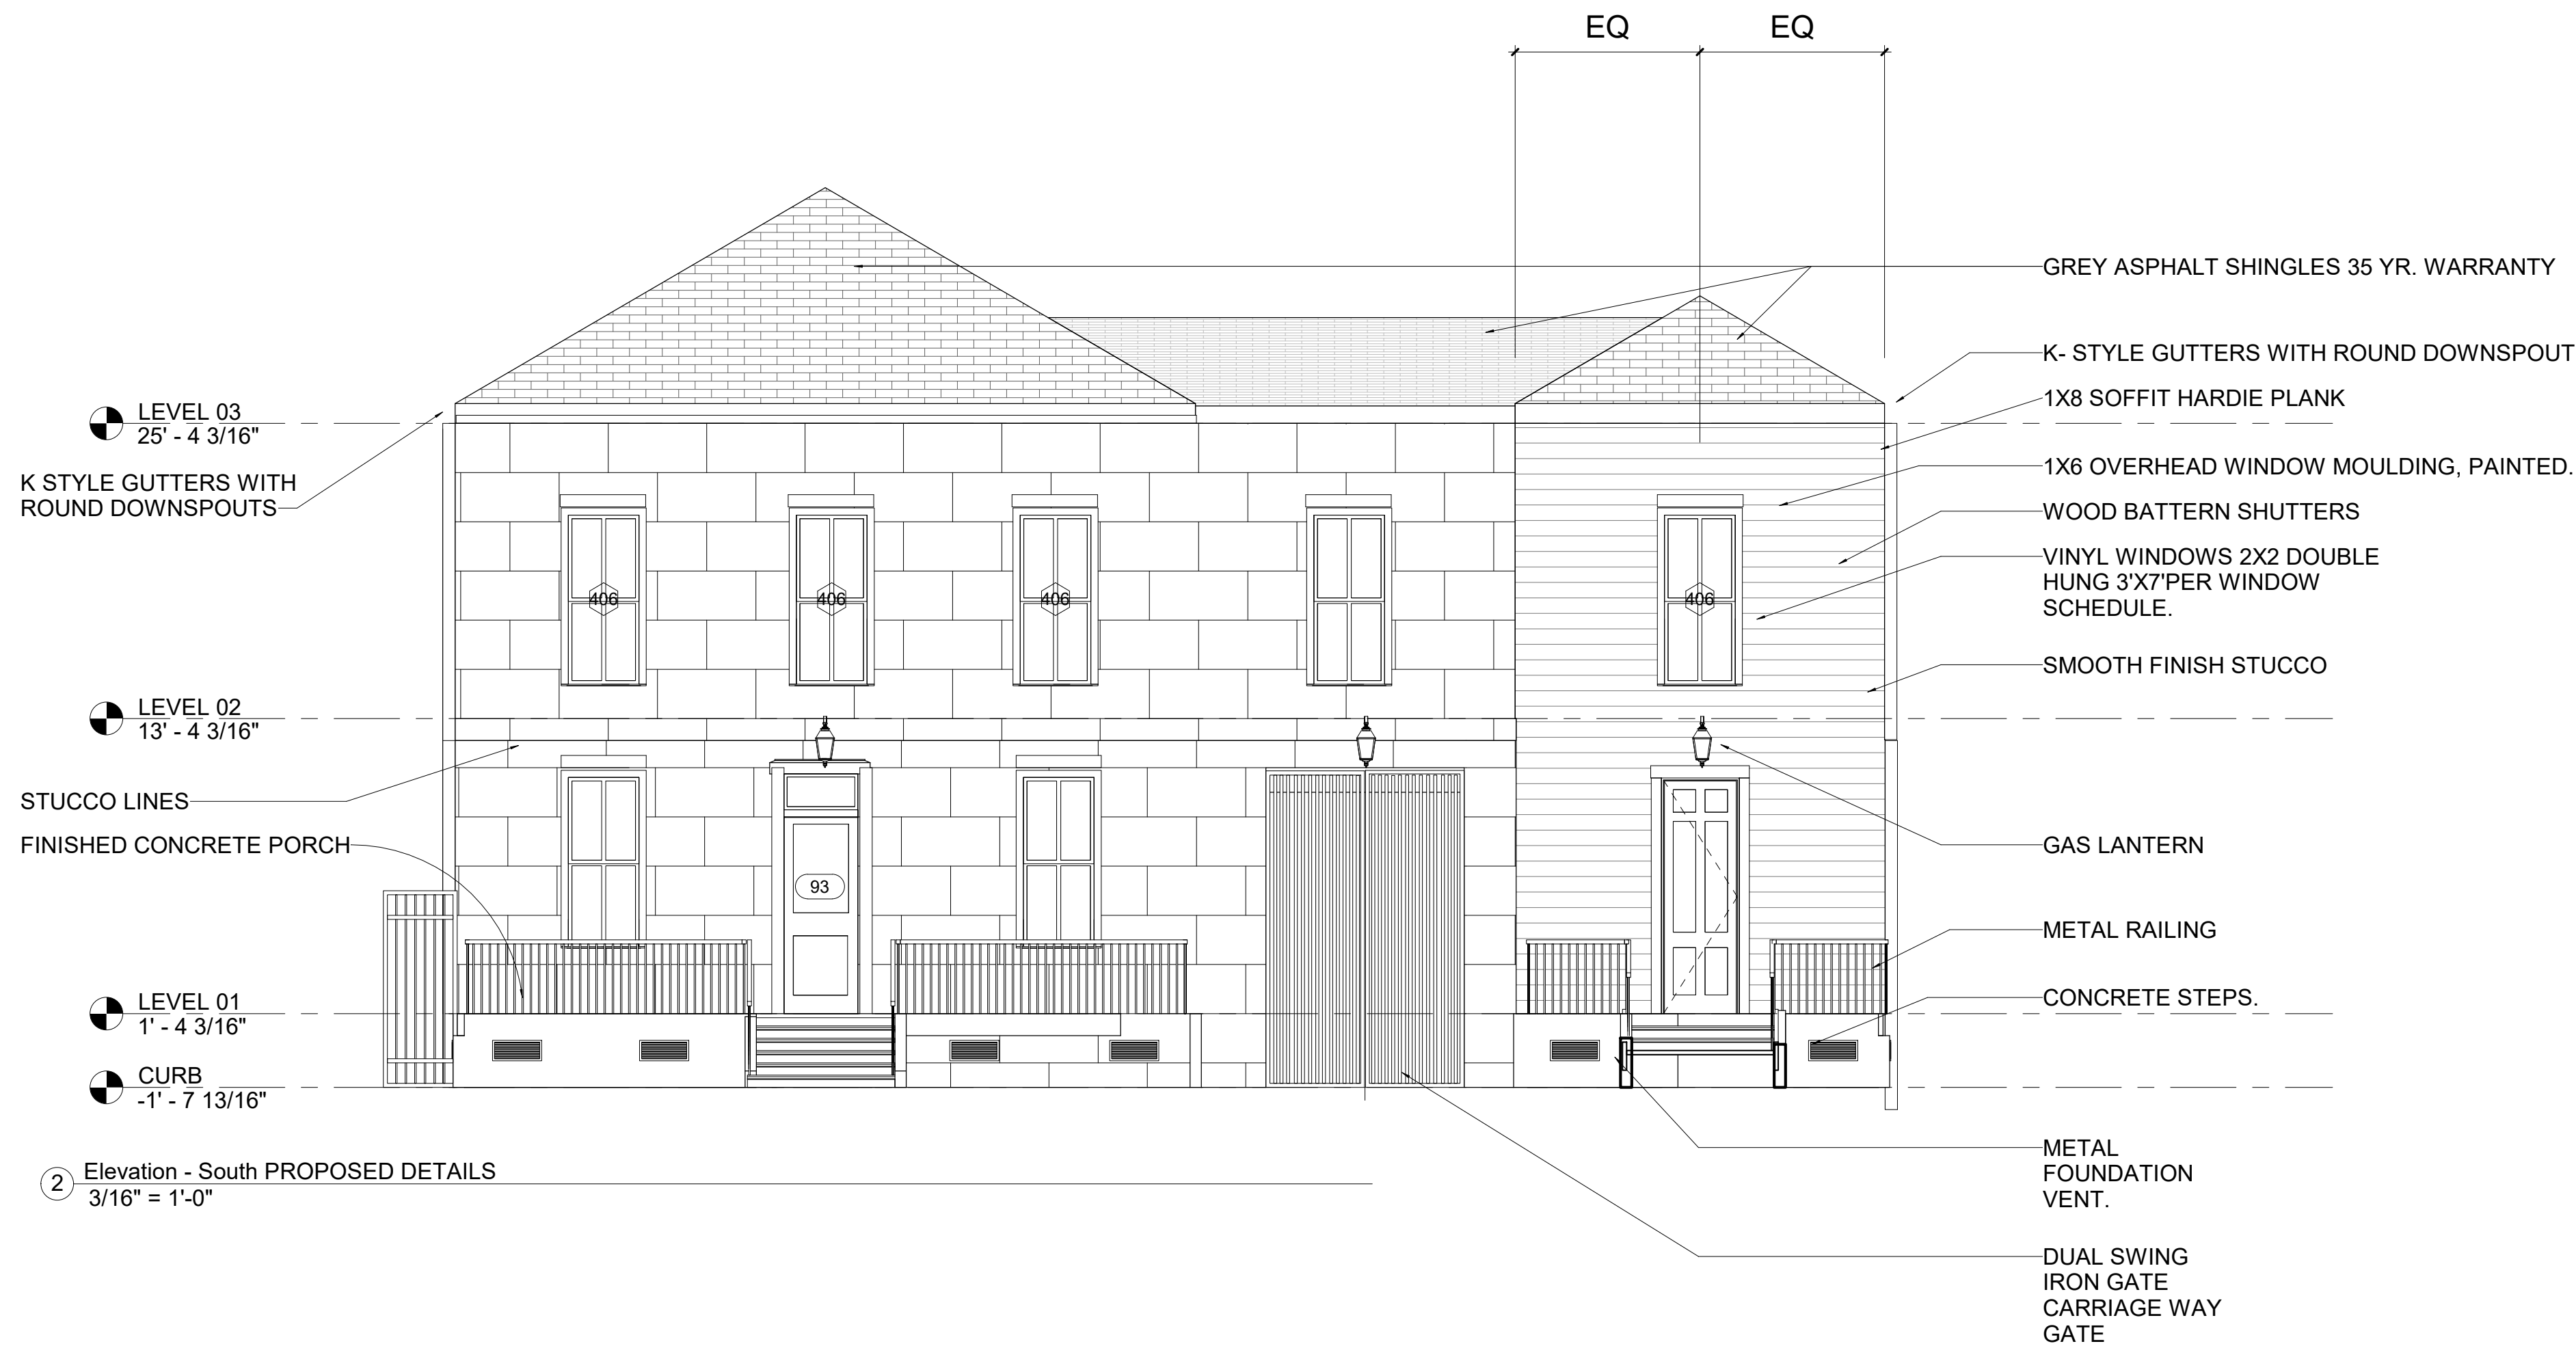 EQ EQ
GREY ASPHALT SHINGLES 35 YR. WARRANTY
K- STYLE GUTTERS WITH ROUND DOWNSPOUT
1X8 SOFFIT HARDIE PLANK
LEVEL 03
25' - 4 3/16"
1X6 OVERHEAD WINDOW MOULDING, PAINTED.
K STYLE GUTTERS WITH
ROUND DOWNSPOUTS
WOOD BATTERN SHUTTERS
VINYL WINDOWS 2X2 DOUBLE
HUNG 3'X7'PER WINDOW
SCHEDULE.
406 406 406 406
SMOOTH FINISH STUCCO
LEVEL 02
13' - 4 3/16"
STUCCO LINES
FINISHED CONCRETE PORCH
GAS LANTERN
93
METAL RAILING
CONCRETE STEPS.
LEVEL 01
1' - 4 3/16"
CURB
-1' - 7 13/16"
METAL
FOUNDATION
VENT.
2 Elevation - South PROPOSED DETAILS
3/16" = 1'-0"
DUAL SWING
IRON GATE
CARRIAGE WAY
GATE